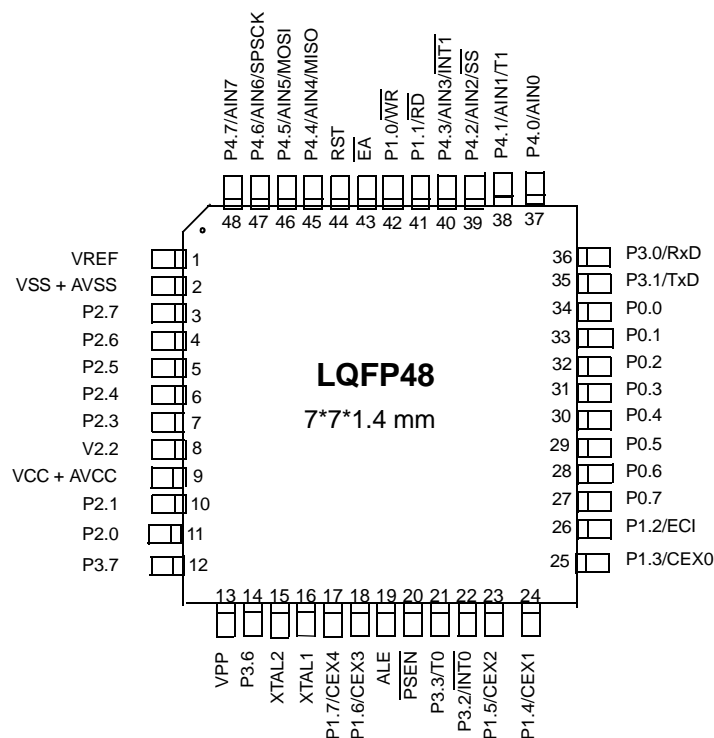 P4.7/AIN7
P4.6/AIN6/SPSCK
P4.5/AIN5/MOSI
P4.4/AIN4/MISO
RST
EA
P1.0/WR
P1.1/RD
P4.3/AIN3/INT1
P4.2/AIN2/SS
P4.1/AIN1/T1
P4.0/AIN0
48
47
46
45
44
43
42
41
40
39
38
37
VREF 1
VSS + AVSS 2
P2.7 3
P2.6 4
P2.5 5
P2.4 6
P2.3 7
V2.2 8
VCC + AVCC 9
P2.1 10
P2.0 11
P3.7 12
LQFP48
7*7*1.4 mm
36 P3.0/RxD
35 P3.1/TxD
34 P0.0
33 P0.1
32 P0.2
31 P0.3
30 P0.4
29 P0.5
28 P0.6
27 P0.7
26 P1.2/ECI
25 P1.3/CEX0
13
14
15
16
17
18
19
20
21
22
23
24
VPP
P3.6
XTAL2
XTAL1
P1.7/CEX4
P1.6/CEX3
ALE
PSEN
P3.3/T0
P3.2/INT0
P1.5/CEX2
P1.4/CEX1